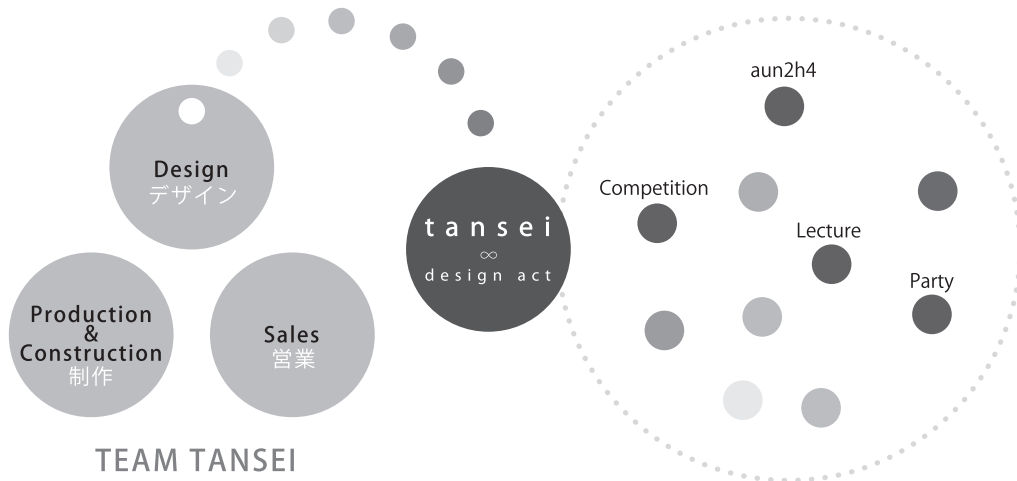 Design
デザイン
Production
&
Construction
制作
Sales
営業
TEAM TANSEI
tansei
∞
design act
aun2h4
Competition
Lecture
Party